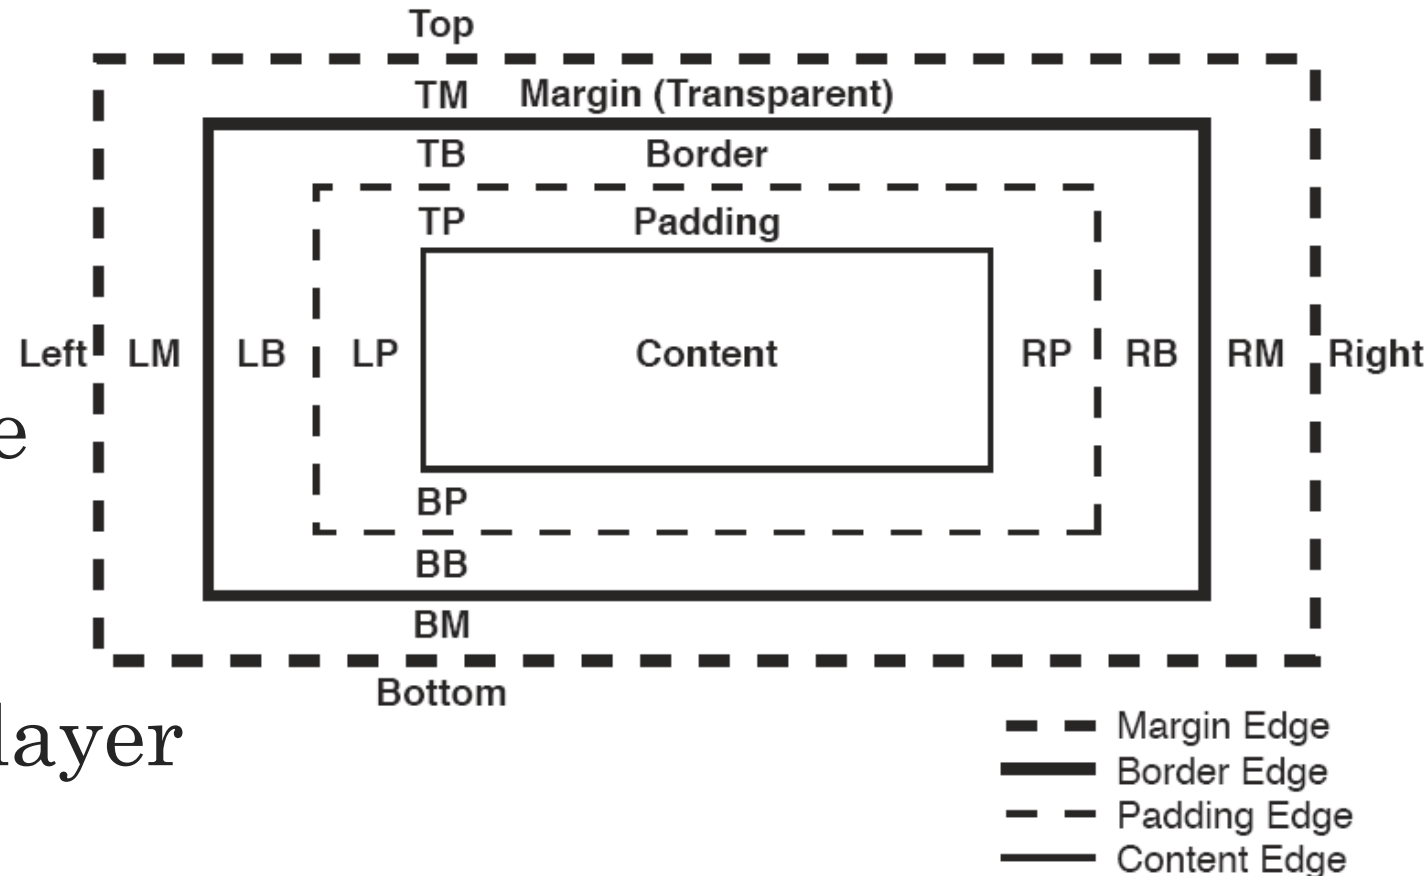 Top
TM Margin (Transparent)
TB Border
TP Padding
Left LM LB LP Content RP RB RM Right
e
BP
BB
BM
Bottom
layer
Margin Edge
Border Edge
Padding Edge
Content Edge